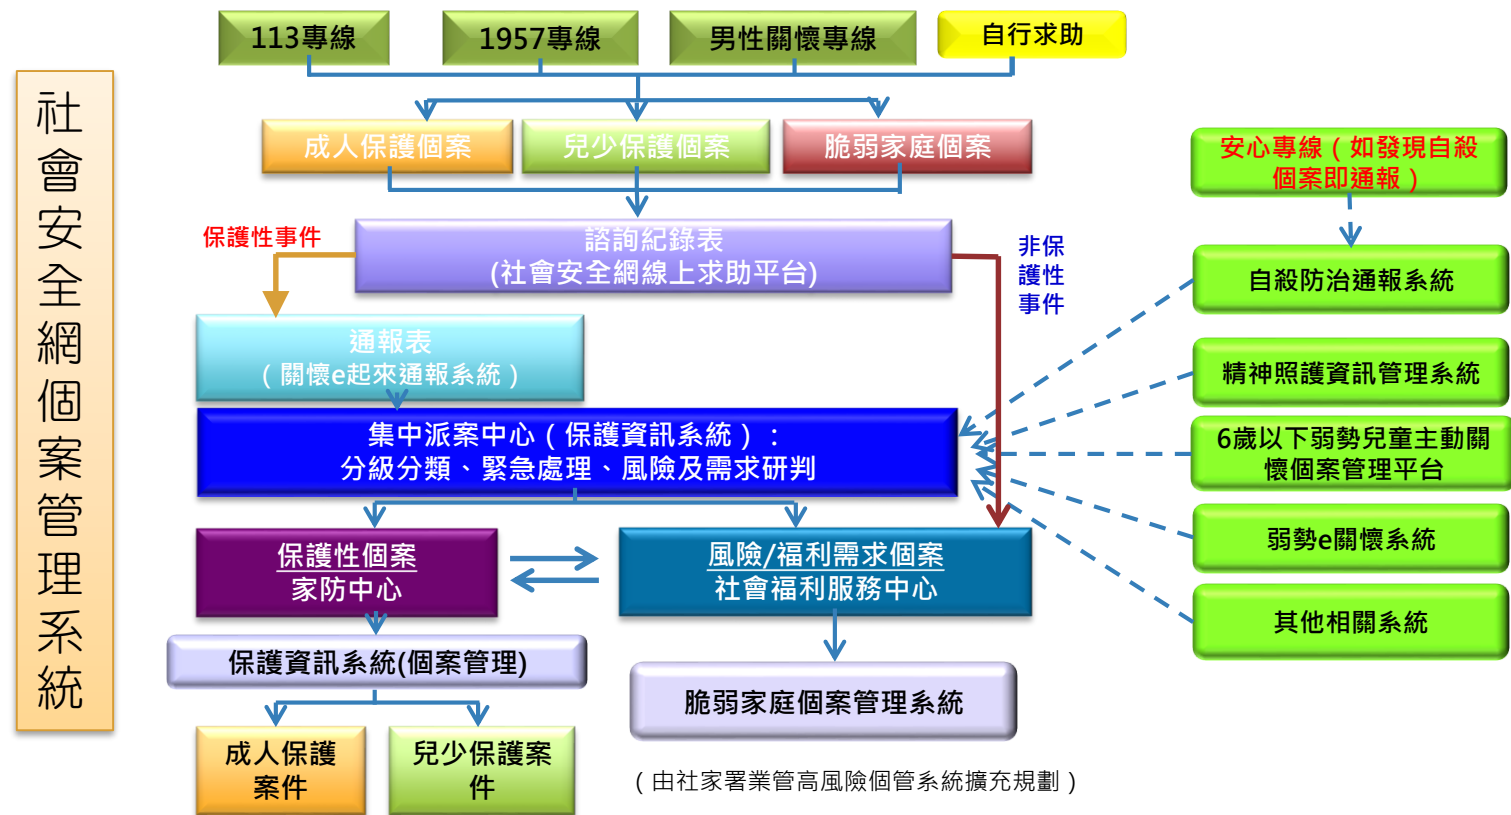 社會安全網個案管理系統
113專線
1957專線
男性關懷專線
自行求助
成人保護個案
兒少保護個案
脆弱家庭個案
安心專線（如發現自殺
個案即通報）
保護性事件
諮詢紀錄表
(社會安全網線上求助平台)
非保
護性
事件
自殺防治通報系統
通報表
（關懷e起來通報系統）
精神照護資訊管理系統
集中派案中心（保護資訊系統）：
分級分類、緊急處理、風險及需求研判
6歲以下弱勢兒童主動關
懷個案管理平台
弱勢e關懷系統
保護性個案
家防中心
風險/福利需求個案
社會福利服務中心
其他相關系統
保護資訊系統(個案管理)
脆弱家庭個案管理系統
成人保護
案件
兒少保護案
件
（由社家署業管高風險個管系統擴充規劃）